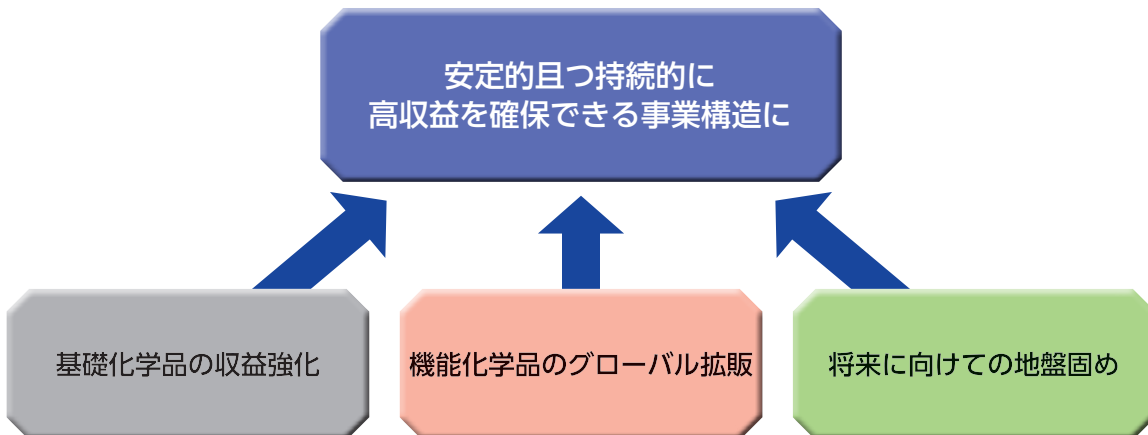 安定的且つ持続的に
高収益を確保できる事業構造に
基礎化学品の収益強化
機能化学品のグローバル拡販
将来に向けての地盤固め